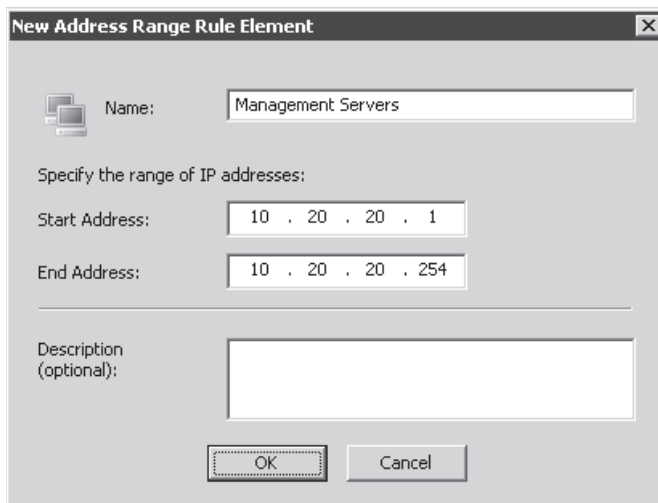 New Address Range Rule Element
Name: Management Servers
Specify the range of IP addresses:
Start Address: 10 . 20 . 20 . 1
End Address: 10 . 20 . 20 . 254
Description
(optional):
OK Cancel